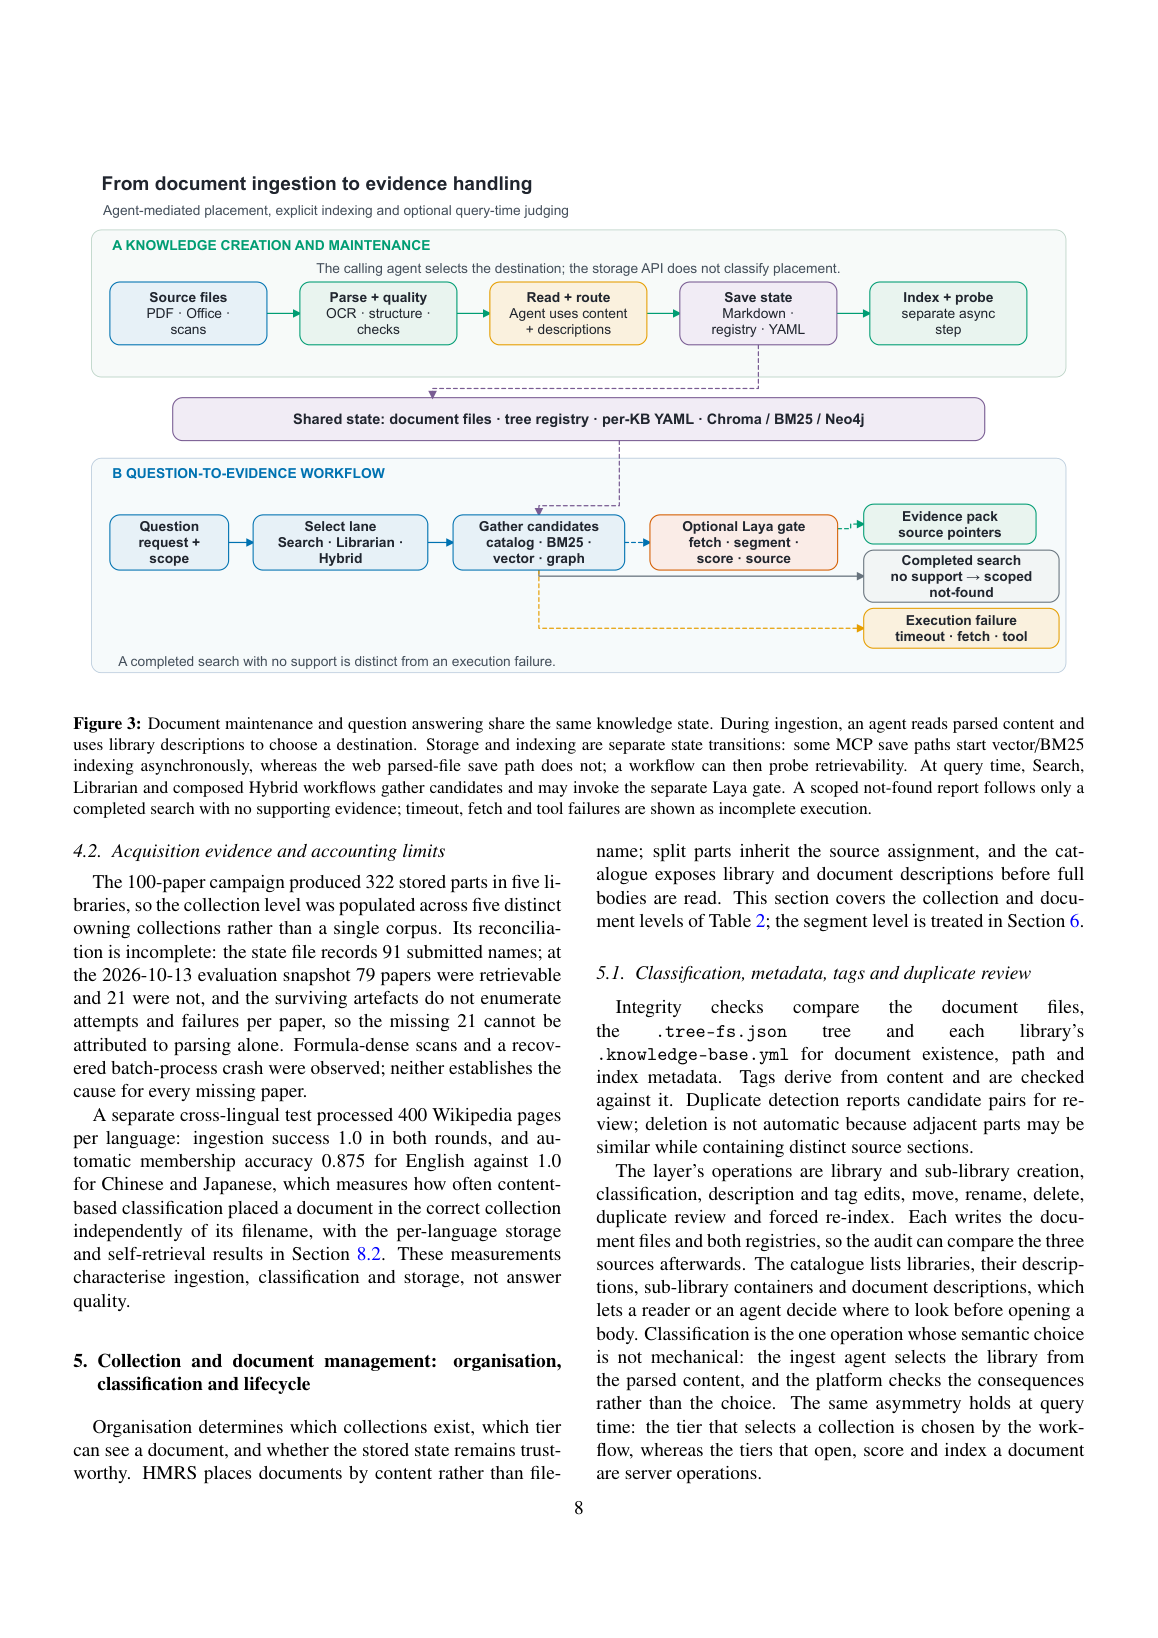 From document ingestion to evidence handling
Agent-mediated placement, explicit indexing and optional query-time judging
A KNOWLEDGE CREATION AND MAINTENANCE
The calling agent selects the destination; the storage API does not classify placement.
Source files
PDF · Office ·
scans
Parse + quality
OCR · structure ·
checks
Read + route
Agent uses content
+ descriptions
Save state
Markdown ·
registry · YAML
Index + probe
separate async
step
Shared state: document files · tree registry · per-KB YAML · Chroma / BM25 / Neo4j
B QUESTION-TO-EVIDENCE WORKFLOW
Question
request +
scope
Select lane
Search · Librarian ·
Hybrid
Gather candidates
catalog · BM25 ·
vector · graph
Optional Laya gate
fetch · segment ·
score · source
Evidence pack
source pointers
Completed search
no support → scoped
not-found
Execution failure
timeout · fetch · tool
A completed search with no support is distinct from an execution failure.
Figure 3: Document maintenance and question answering share the same knowledge state. During ingestion, an agent reads parsed content and
uses library descriptions to choose a destination. Storage and indexing are separate state transitions: some MCP save paths start vector/BM25
indexing asynchronously, whereas the web parsed-file save path does not; a workflow can then probe retrievability. At query time, Search,
Librarian and composed Hybrid workflows gather candidates and may invoke the separate Laya gate. A scoped not-found report follows only a
completed search with no supporting evidence; timeout, fetch and tool failures are shown as incomplete execution.
4.2. Acquisition evidence and accounting limits
The 100-paper campaign produced 322 stored parts in five li-
braries, so the collection level was populated across five distinct
owning collections rather than a single corpus. Its reconcilia-
tion is incomplete: the state file records 91 submitted names; at
the 2026-10-13 evaluation snapshot 79 papers were retrievable
and 21 were not, and the surviving artefacts do not enumerate
attempts and failures per paper, so the missing 21 cannot be
attributed to parsing alone. Formula-dense scans and a recov-
ered batch-process crash were observed; neither establishes the
cause for every missing paper.
A separate cross-lingual test processed 400 Wikipedia pages
per language: ingestion success 1.0 in both rounds, and au-
tomatic membership accuracy 0.875 for English against 1.0
for Chinese and Japanese, which measures how often content-
based classification placed a document in the correct collection
independently of its filename, with the per-language storage
and self-retrieval results in Section 8.2. These measurements
characterise ingestion, classification and storage, not answer
quality.
5. Collection and document management: organisation,
classification and lifecycle
Organisation determines which collections exist, which tier
can see a document, and whether the stored state remains trust-
worthy. HMRS places documents by content rather than file-
name; split parts inherit the source assignment, and the cat-
alogue exposes library and document descriptions before full
bodies are read. This section covers the collection and docu-
ment levels of Table 2; the segment level is treated in Section 6.
5.1. Classification, metadata, tags and duplicate review
Integrity checks compare the document files,
the .tree-fs.json tree and each library's
.knowledge-base.yml for document existence, path and
index metadata. Tags derive from content and are checked
against it. Duplicate detection reports candidate pairs for re-
view; deletion is not automatic because adjacent parts may be
similar while containing distinct source sections.
The layer's operations are library and sub-library creation,
classification, description and tag edits, move, rename, delete,
duplicate review and forced re-index. Each writes the docu-
ment files and both registries, so the audit can compare the three
sources afterwards. The catalogue lists libraries, their descrip-
tions, sub-library containers and document descriptions, which
lets a reader or an agent decide where to look before opening a
body. Classification is the one operation whose semantic choice
is not mechanical: the ingest agent selects the library from
the parsed content, and the platform checks the consequences
rather than the choice. The same asymmetry holds at query
time: the tier that selects a collection is chosen by the work-
flow, whereas the tiers that open, score and index a document
are server operations.
8